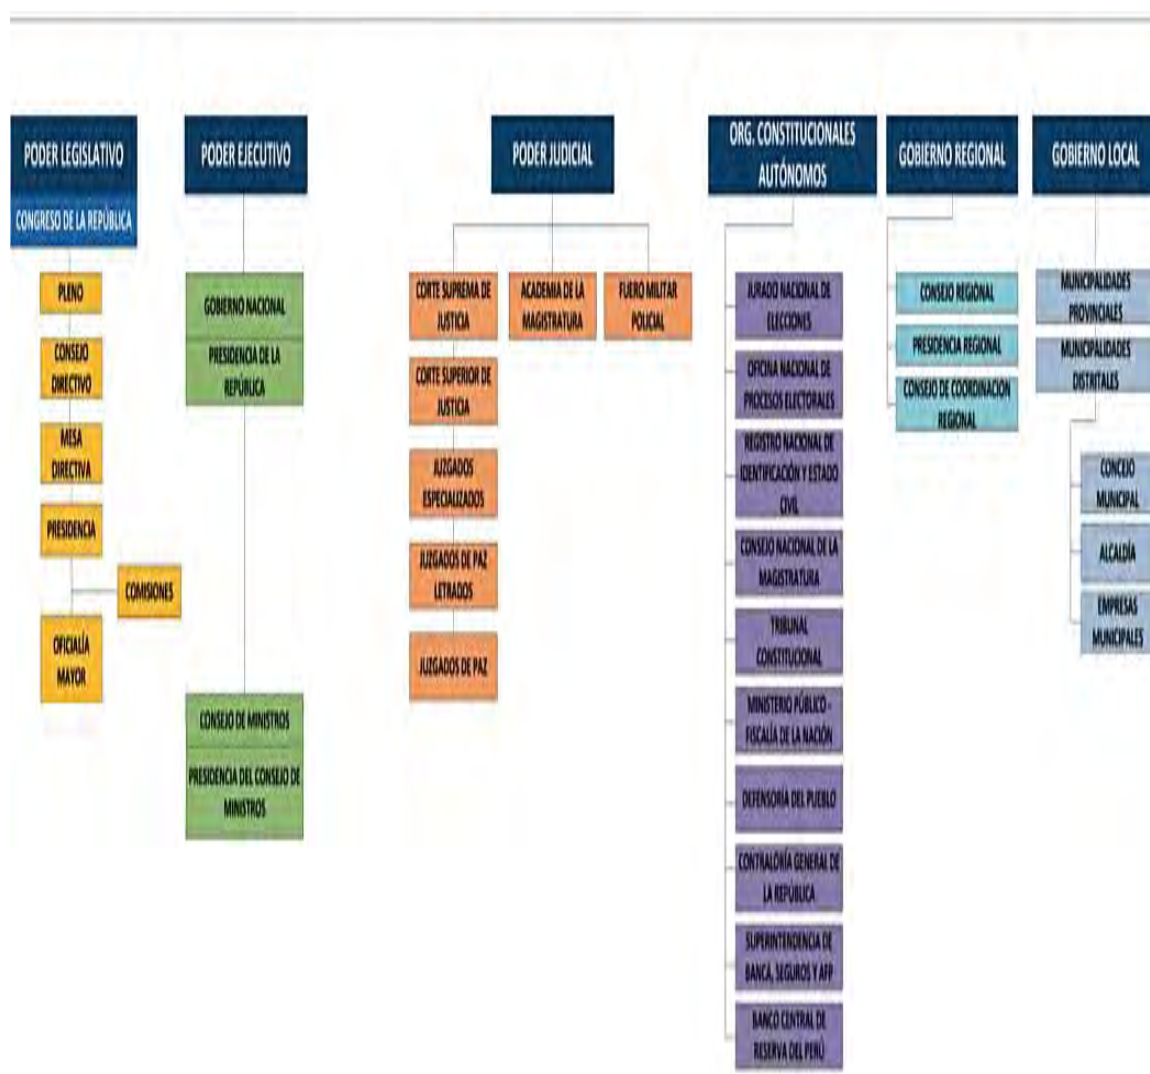 PODER LEGISLATIVO
CONGRESO DE LA REPÚBLICA
PLENO
CONSEJO
DIRECTIVO
MESA
DIRECTIVA
PRESIDENCIA
COMISIONES
OFICIALÍA
MAYOR
PODER EJECUTIVO
GOBIERNO NACIONAL
PRESIDENCIA DE LA
REPÚBLICA
CONSEJO DE MINISTROS
PRESIDENCIA DEL CONSEJO DE
MINISTROS
PODER JUDICIAL
CORTE SUPREMA DE
JUSTICIA
CORTE SUPERIOR DE
JUSTICIA
JUZGADOS
ESPECIALIZADOS
JUZGADOS DE PAZ
LETRADOS
JUZGADOS DE PAZ
ACADEMIA DE LA
MAGISTRATURA
FUERO MILITAR
POLICIAL
ORG. CONSTITUCIONALES
AUTÓNOMOS
JURADO NACIONAL DE
ELECCIONES
OFICINA NACIONAL DE
PROCESOS ELECTORALES
REGISTRO NACIONAL DE
IDENTIFICACIÓN Y ESTADO
CIVIL
CONSEJO NACIONAL DE LA
MAGISTRATURA
TRIBUNAL
CONSTITUCIONAL
MINISTERIO PÚBLICO -
FISCALÍA DE LA NACIÓN
DEFENSORÍA DEL PUEBLO
CONTRALORÍA GENERAL DE
LA REPÚBLICA
SUPERINTENDENCIA DE
BANCA, SEGUROS Y AFP
BANCO CENTRAL DE
RESERVA DEL PERÚ
GOBIERNO REGIONAL
CONSEJO REGIONAL
PRESIDENCIA REGIONAL
CONSEJO DE COORDINACION
REGIONAL
GOBIERNO LOCAL
MUNICIPALIDADES
PROVINCIALES
MUNICIPALIDADES
DISTRITALES
CONCEJO
MUNICIPAL
ALCALDÍA
EMPRESAS
MUNICIPALES